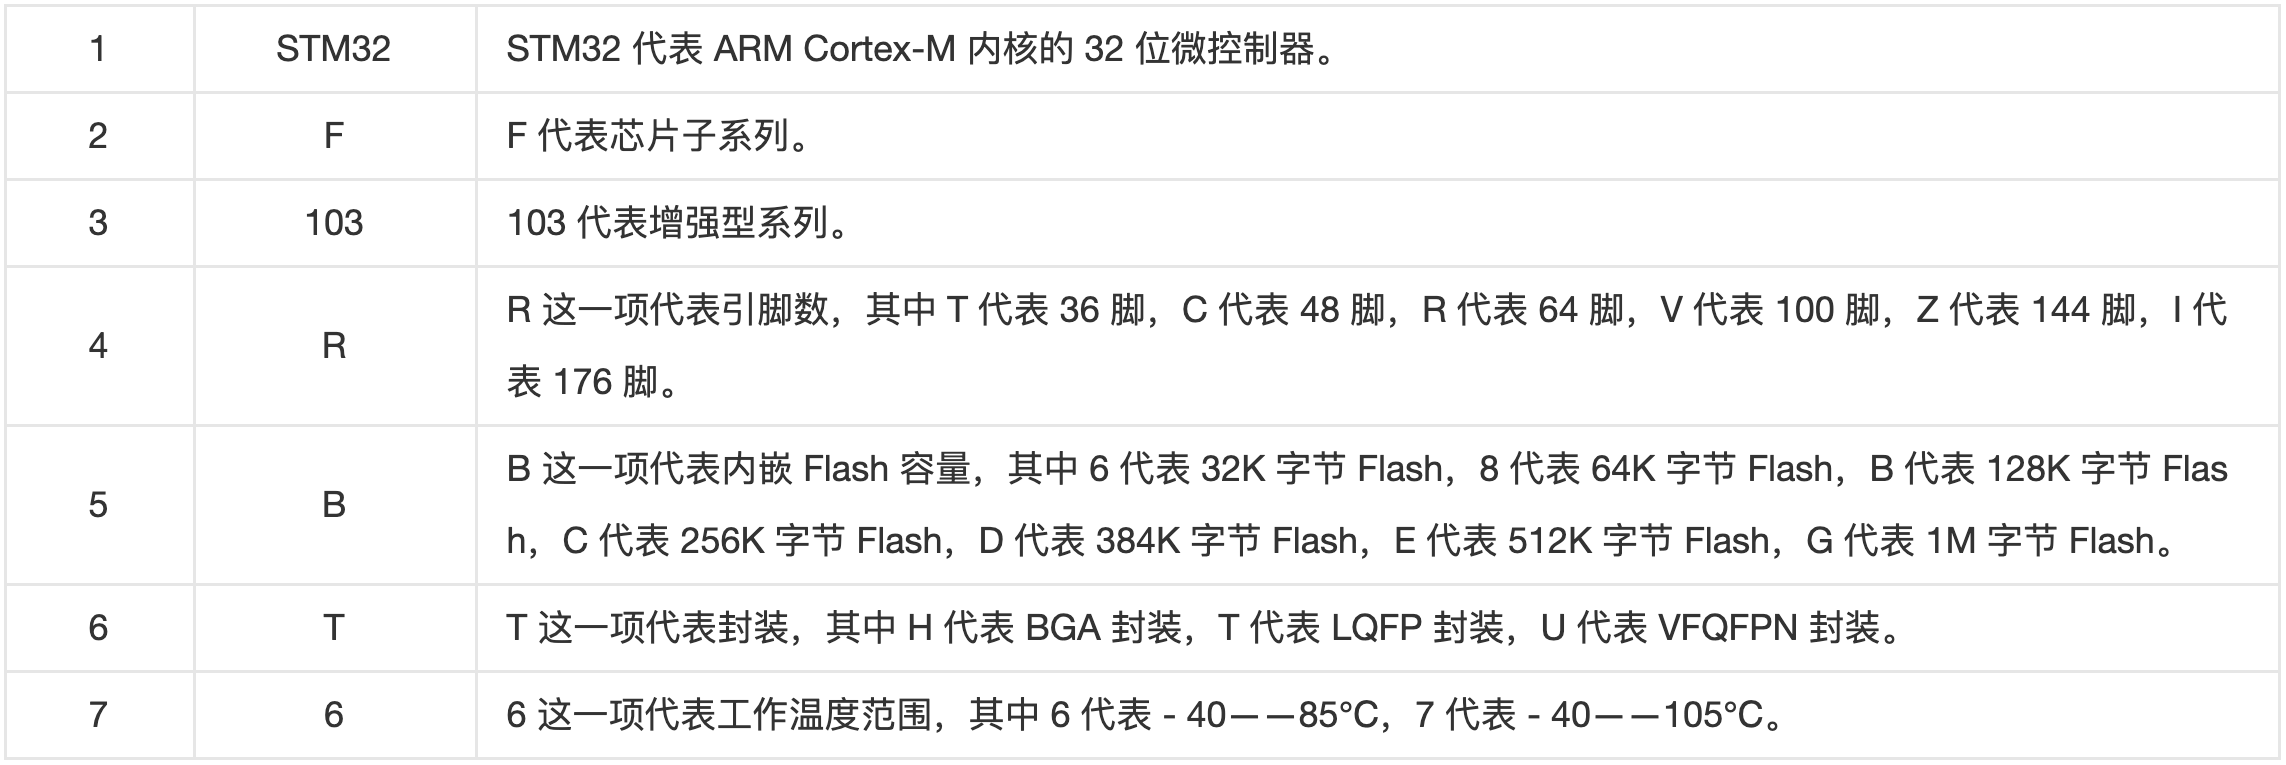 1 STM32 STM32 代表 ARM Cortex-M 内核的 32 位微控制器。
2 F F 代表芯片子系列。
3 103 103 代表增强型系列。
4 R R 这一项代表引脚数，其中 T 代表 36 脚，C 代表 48 脚，R 代表 64 脚，V 代表 100 脚，Z 代表 144 脚，I 代
表 176 脚。
5 B B 这一项代表内嵌 Flash 容量，其中 6 代表 32K 字节 Flash，8 代表 64K 字节 Flash，B 代表 128K 字节 Flas
h，C 代表 256K 字节 Flash，D 代表 384K 字节 Flash，E 代表 512K 字节 Flash，G 代表 1M 字节 Flash。
6 T T 这一项代表封装，其中 H 代表 BGA 封装，T 代表 LQFP 封装，U 代表 VFQFPN 封装。
7 6 6 这一项代表工作温度范围，其中 6 代表 - 40——85℃，7 代表 - 40——105℃。